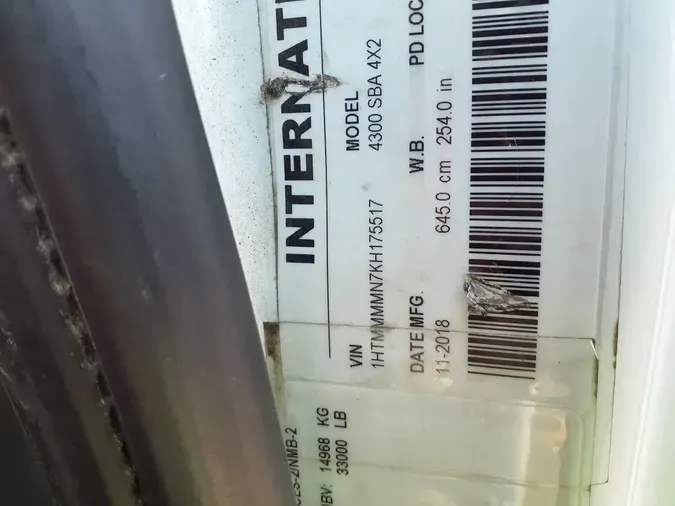 INTERNATI
VIN
MODEL
1HTMMMMN7KH175517
4300 SBA 4X2
DATE MFG.
W.B.
PD LOC
11-2018
645.0 cm 254.0 in
14968 KG
33000 LB